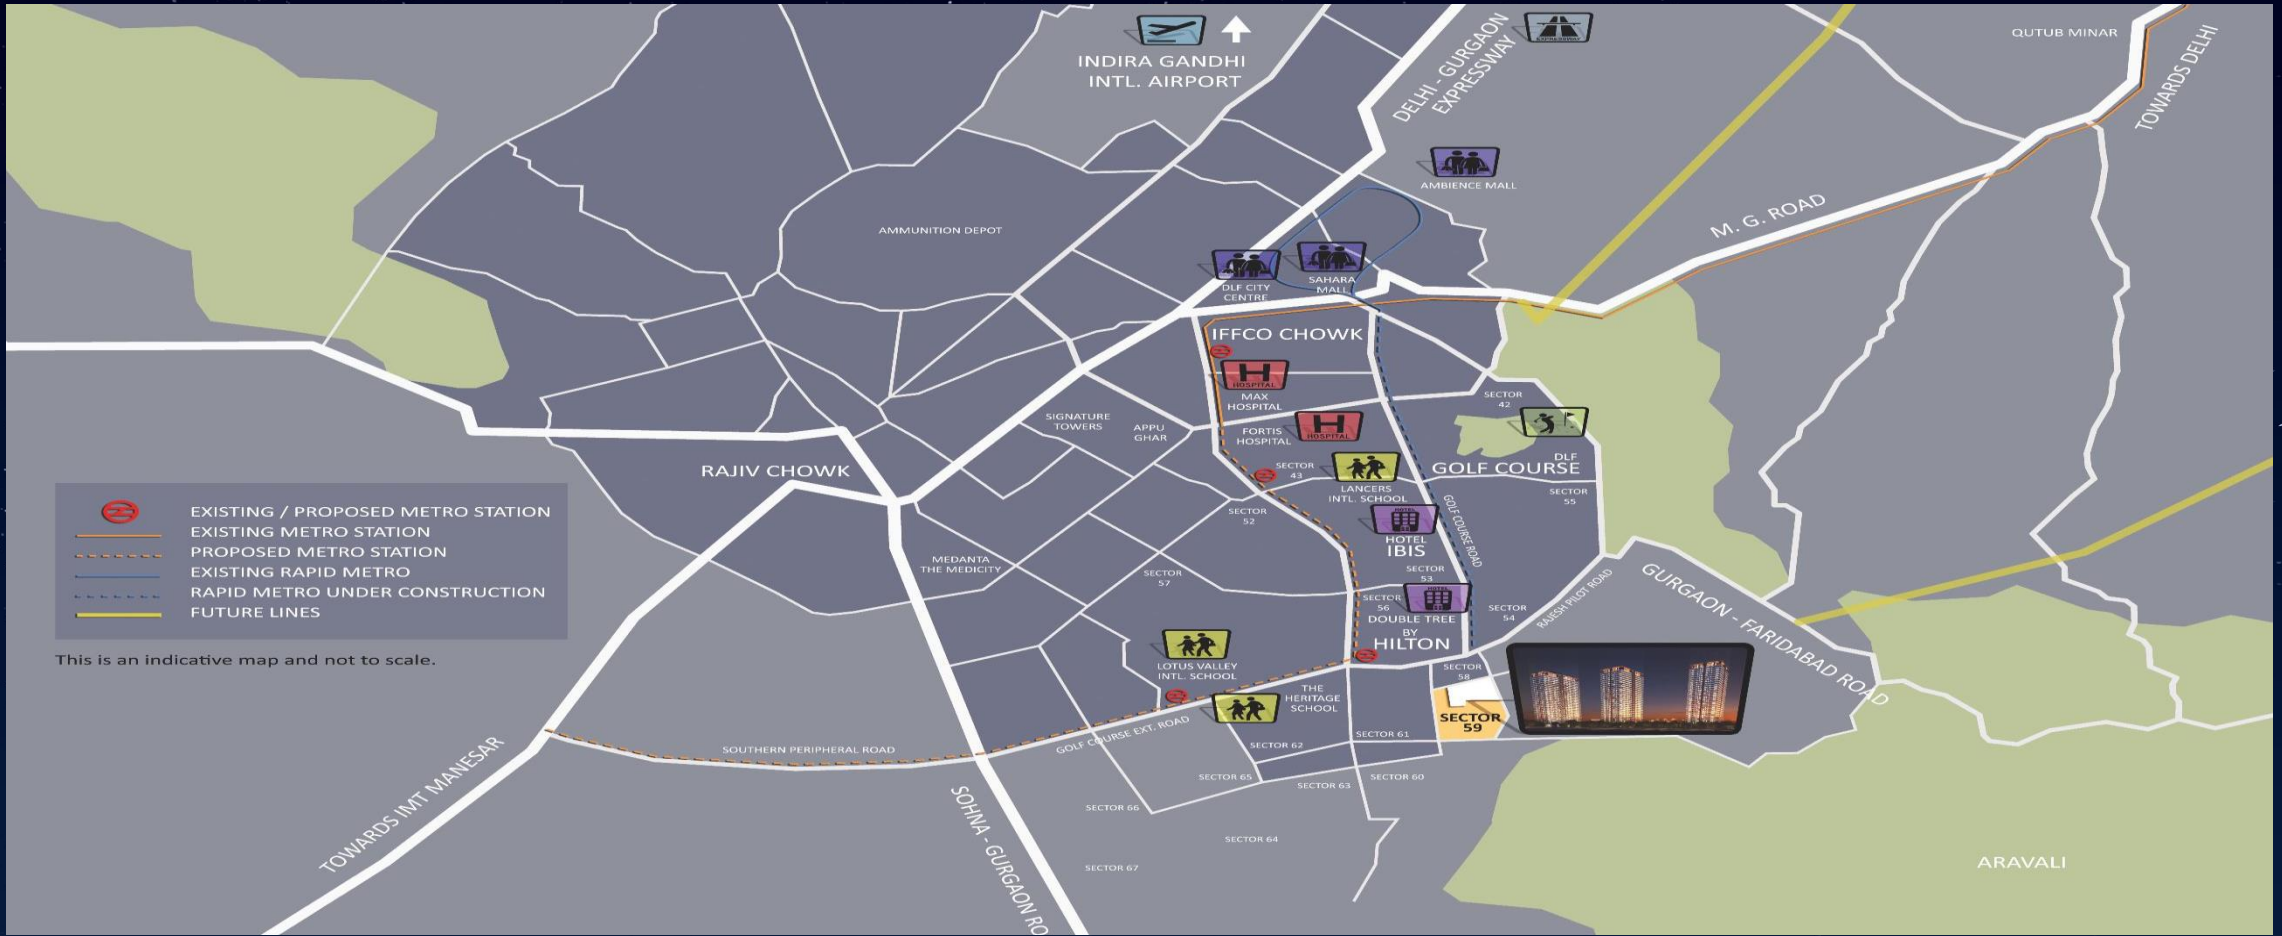 INDIRA GANDHI
INTL. AIRPORT
DELHI - GURGAON
EXPRESSWAY
QUTUB MINAR
TOWARDS DELHI
AMBIENCE MALL
M. G. ROAD
AMMUNITION DEPOT
DLF CITY
CENTRE
SAHARA
MALL
IFFCO CHOWK
HOSPITAL
MAX
HOSPITAL
SECTOR
42
SIGNATURE
TOWERS
APPU
GHAR
FORTIS
HOSPITAL
HOSPITAL
DLF
GOLF COURSE
RAJIV CHOWK
SECTOR
43
LANCERS
INTL. SCHOOL
SECTOR
55
GOLF COURSE ROAD
SECTOR
52
HOTEL
HOTEL
IBIS
EXISTING / PROPOSED METRO STATION
EXISTING METRO STATION
PROPOSED METRO STATION
EXISTING RAPID METRO
RAPID METRO UNDER CONSTRUCTION
FUTURE LINES
This is an indicative map and not to scale.
MEDANTA
THE MEDICITY
SECTOR
57
SECTOR
53
HOTEL
SECTOR
56
DOUBLE TREE
BY
HILTON
SECTOR
54
RAJESH PILOT ROAD
GURGAON - FARIDABAD ROAD
LOTUS VALLEY
INTL. SCHOOL
SECTOR
58
THE
HERITAGE
SCHOOL
SECTOR
59
GOLF COURSE EXT. ROAD
SOUTHERN PERIPHERAL ROAD
SECTOR 61
SECTOR 62
SECTOR 65
SECTOR 60
SECTOR 63
TOWARDS IMT MANESAR
SOHNA - GURGAON RO
SECTOR 66
SECTOR 64
SECTOR 67
ARAVALI